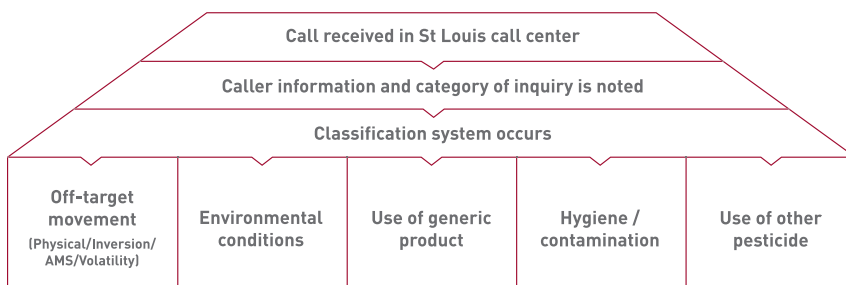 Call received in St Louis call center
Caller information and category of inquiry is noted
Classification system occurs
Off-target
movement
(Physical/Inversion/
AMS/Volatility)
Environmental
conditions
Use of generic
product
Hygiene /
contamination
Use of other
pesticide